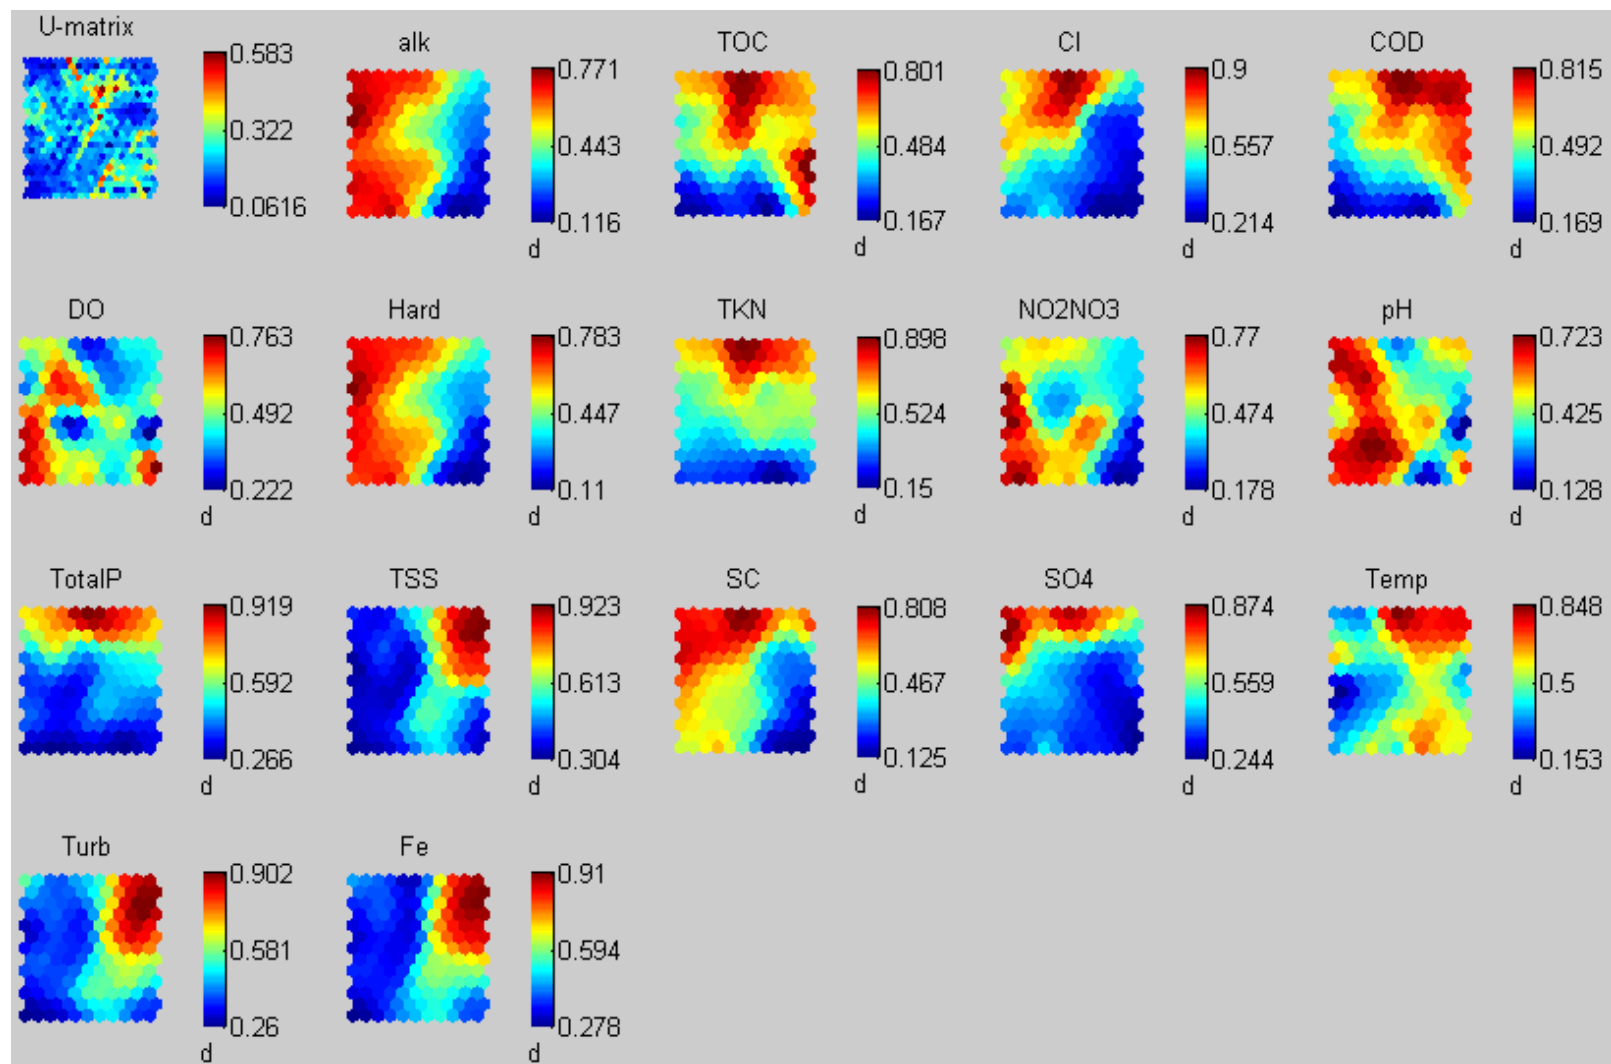 U-matrix
0.583
0.322
0.0616
alk
0.771
0.443
0.116
d
TOC
0.801
0.484
0.167
d
Cl
0.9
0.557
0.214
d
COD
0.815
0.492
0.169
d
DO
0.763
0.492
0.222
d
Hard
0.783
0.447
0.11
d
TKN
0.898
0.524
0.15
d
NO2NO3
0.77
0.474
0.178
d
pH
0.723
0.425
0.128
d
TotalP
0.919
0.592
0.266
d
TSS
0.923
0.613
0.304
d
SC
0.808
0.467
0.125
d
SO4
0.874
0.559
0.244
d
Temp
0.848
0.5
0.153
d
Turb
0.902
0.581
0.26
d
Fe
0.91
0.594
0.278
d